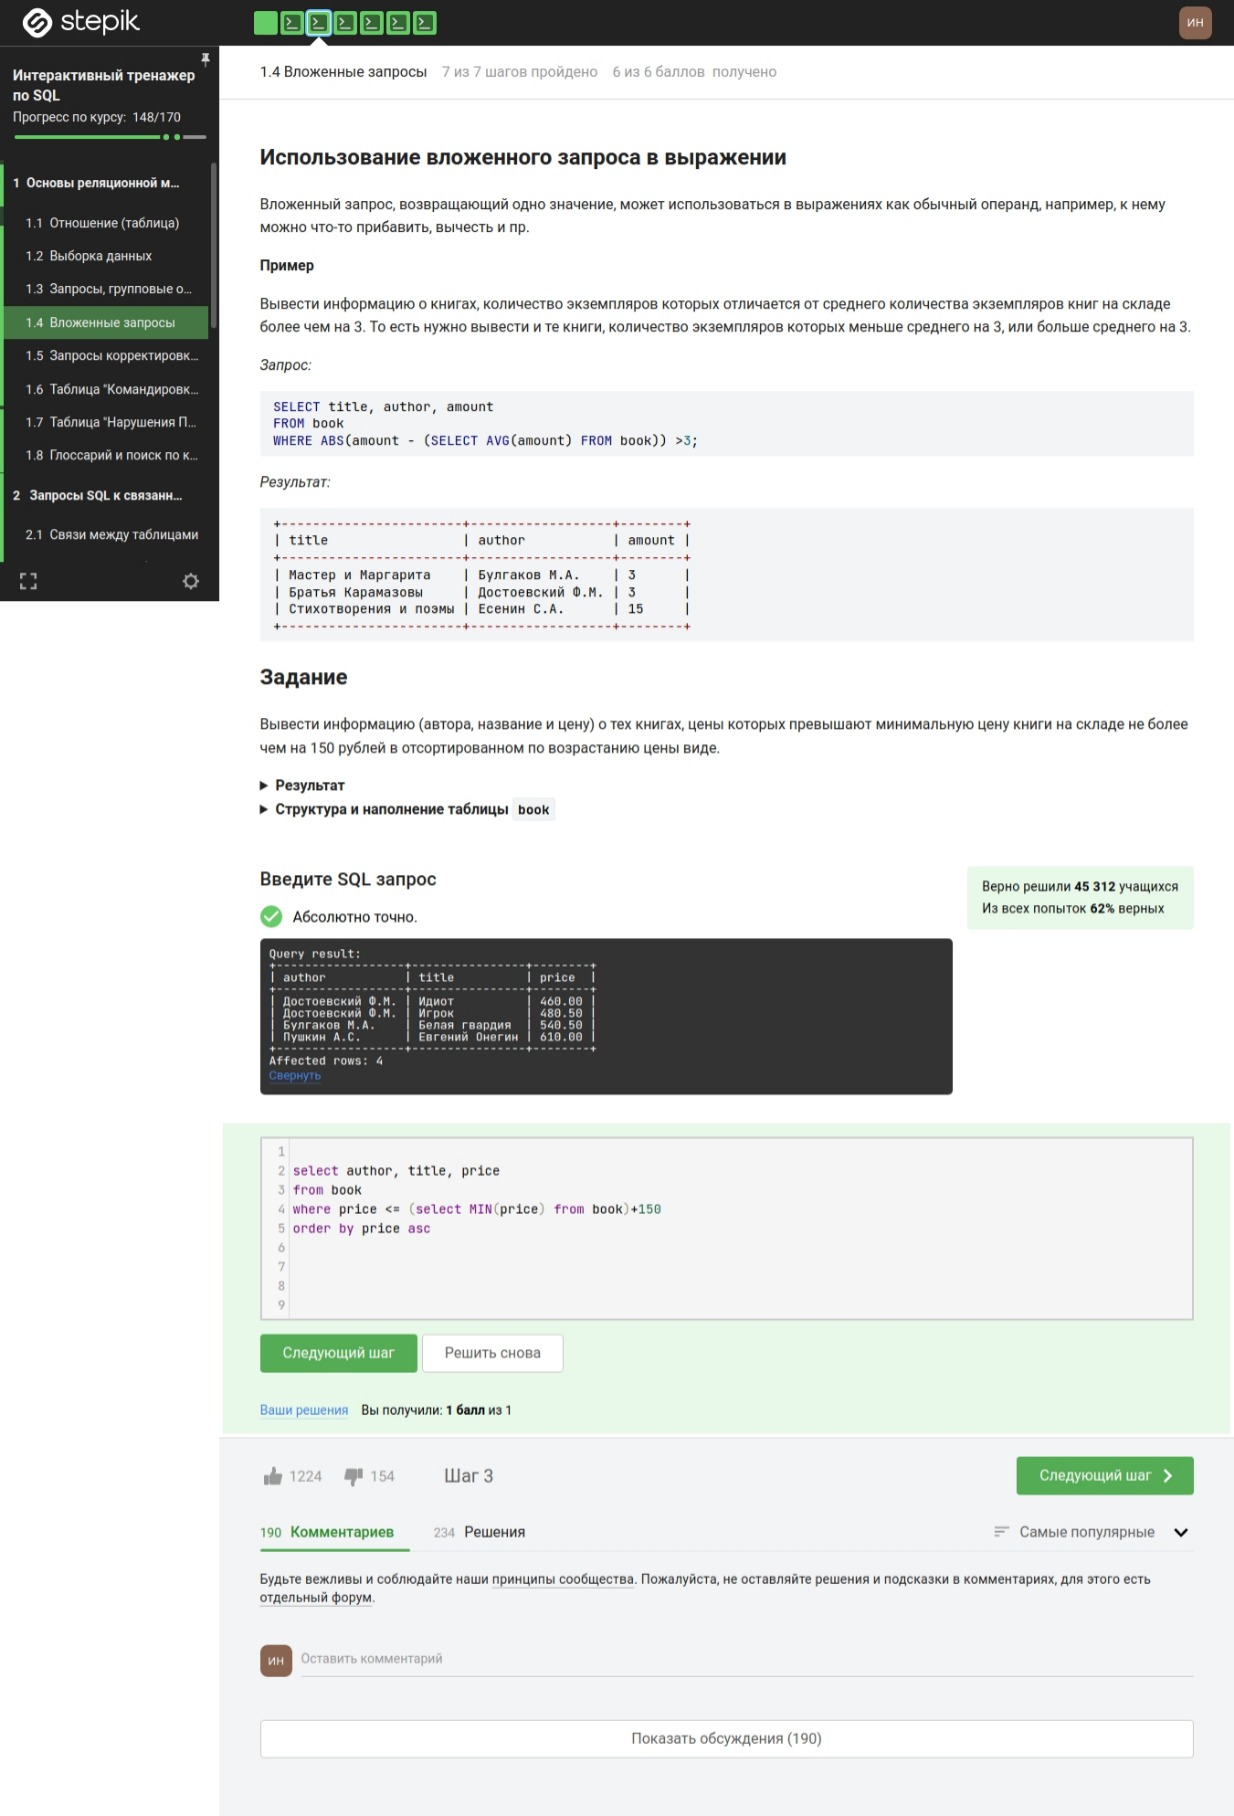 stepik
ИН
Интерактивный тренажер
по SQL
Прогресс по курсу: 148/170
1 Основы реляционной м...
1.1 Отношение (таблица)
1.2 Выборка данных
1.3 Запросы, групповые о...
1.4 Вложенные запросы
1.5 Запросы корректировк...
1.6 Таблица "Командировк...
1.7 Таблица "Нарушения П...
1.8 Глоссарий и поиск по к...
2 Запросы SQL к связанн...
2.1 Связи между таблицами
1.4 Вложенные запросы 7 из 7 шагов пройдено 6 из 6 баллов получено
Использование вложенного запроса в выражении
Вложенный запрос, возвращающий одно значение, может использоваться в выражениях как обычный операнд, например, к нему
можно что-то прибавить, вычесть и пр.
Пример
Вывести информацию о книгах, количество экземпляров которых отличается от среднего количества экземпляров книг на складе
более чем на 3. То есть нужно вывести и те книги, количество экземпляров которых меньше среднего на 3, или больше среднего на 3.
Запрос:
SELECT title, author, amount
FROM book
WHERE ABS(amount - (SELECT AVG(amount) FROM book)) >3;
Результат:
+-----------------------+------------------+--------+
| title | author | amount |
+-----------------------+------------------+--------+
| Мастер и Маргарита | Булгаков М.А. | 3 |
| Братья Карамазовы | Достоевский Ф.М. | 3 |
| Стихотворения и поэмы | Есенин С.А. | 15 |
+-----------------------+------------------+--------+
Задание
Вывести информацию (автора, название и цену) о тех книгах, цены которых превышают минимальную цену книги на складе не более
чем на 150 рублей в отсортированном по возрастанию цены виде.
Результат
Структура и наполнение таблицы book
Введите SQL запрос
Верно решили 45 312 учащихся
Из всех попыток 62% верных
Абсолютно точно.
Query result:
+------------------+----------------+--------+
| author | title | price |
+------------------+----------------+--------+
| Достоевский Ф.М. | Идиот | 460.00 |
| Достоевский Ф.М. | Игрок | 480.50 |
| Булгаков М.А. | Белая гвардия | 540.50 |
| Пушкин А.С. | Евгений Онегин | 610.00 |
+------------------+----------------+--------+
Affected rows: 4
Свернуть
1
2 select author, title, price
3 from book
4 where price <= (select MIN(price) from book)+150
5 order by price asc
6
7
8
9
Следующий шаг Решить снова
Ваши решения Вы получили: 1 балл из 1
1224 154 Шаг 3 Следующий шаг
190 Комментариев 234 Решения Самые популярные
Будьте вежливы и соблюдайте наши принципы сообщества. Пожалуйста, не оставляйте решения и подсказки в комментариях, для этого есть
отдельный форум.
ИН Оставить комментарий
Показать обсуждения (190)